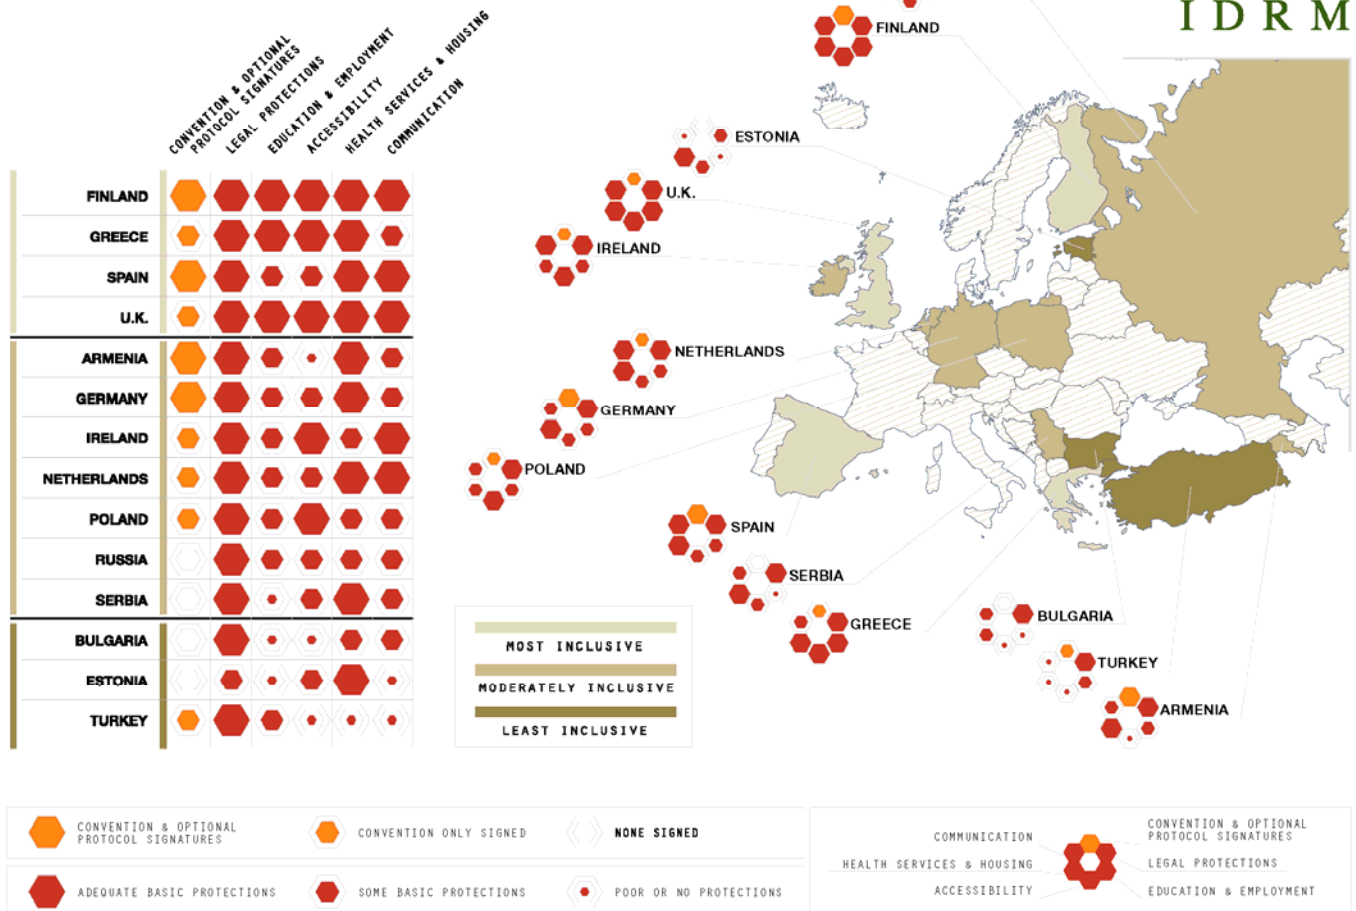 IDRM
CONVENTION & OPTIONAL
PROTOCOL SIGNATURES
LEGAL PROTECTIONS
EDUCATION & EMPLOYMENT
ACCESSIBILITY
HEALTH SERVICES & HOUSING
COMMUNICATION
FINLAND
GREECE
SPAIN
U.K.
ARMENIA
GERMANY
IRELAND
NETHERLANDS
POLAND
RUSSIA
SERBIA
BULGARIA
ESTONIA
TURKEY
FINLAND
ESTONIA
U.K.
IRELAND
NETHERLANDS
GERMANY
POLAND
SPAIN
SERBIA
GREECE
BULGARIA
TURKEY
ARMENIA
MOST INCLUSIVE
MODERATELY INCLUSIVE
LEAST INCLUSIVE
CONVENTION & OPTIONAL
PROTOCOL SIGNATURES
CONVENTION ONLY SIGNED
NONE SIGNED
ADEQUATE BASIC PROTECTIONS
SOME BASIC PROTECTIONS
POOR OR NO PROTECTIONS
COMMUNICATION
HEALTH SERVICES & HOUSING
ACCESSIBILITY
CONVENTION & OPTIONAL
PROTOCOL SIGNATURES
LEGAL PROTECTIONS
EDUCATION & EMPLOYMENT